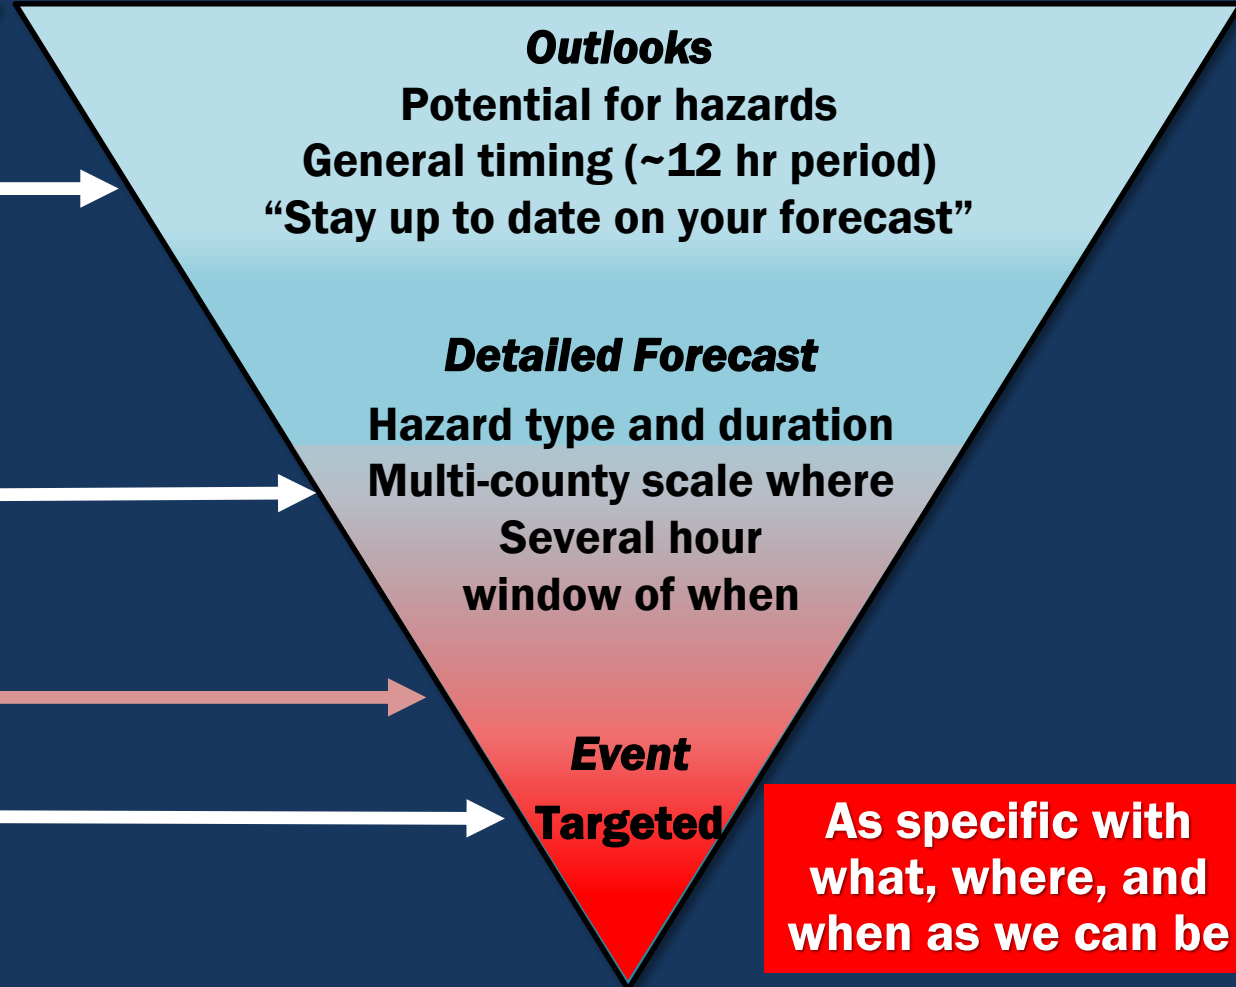 Outlooks
Potential for hazards
General timing (~12 hr period)
“Stay up to date on your forecast”
Detailed Forecast
Hazard type and duration
Multi-county scale where
Several hour
window of when
Event
Targeted
As specific with
what, where, and
when as we can be